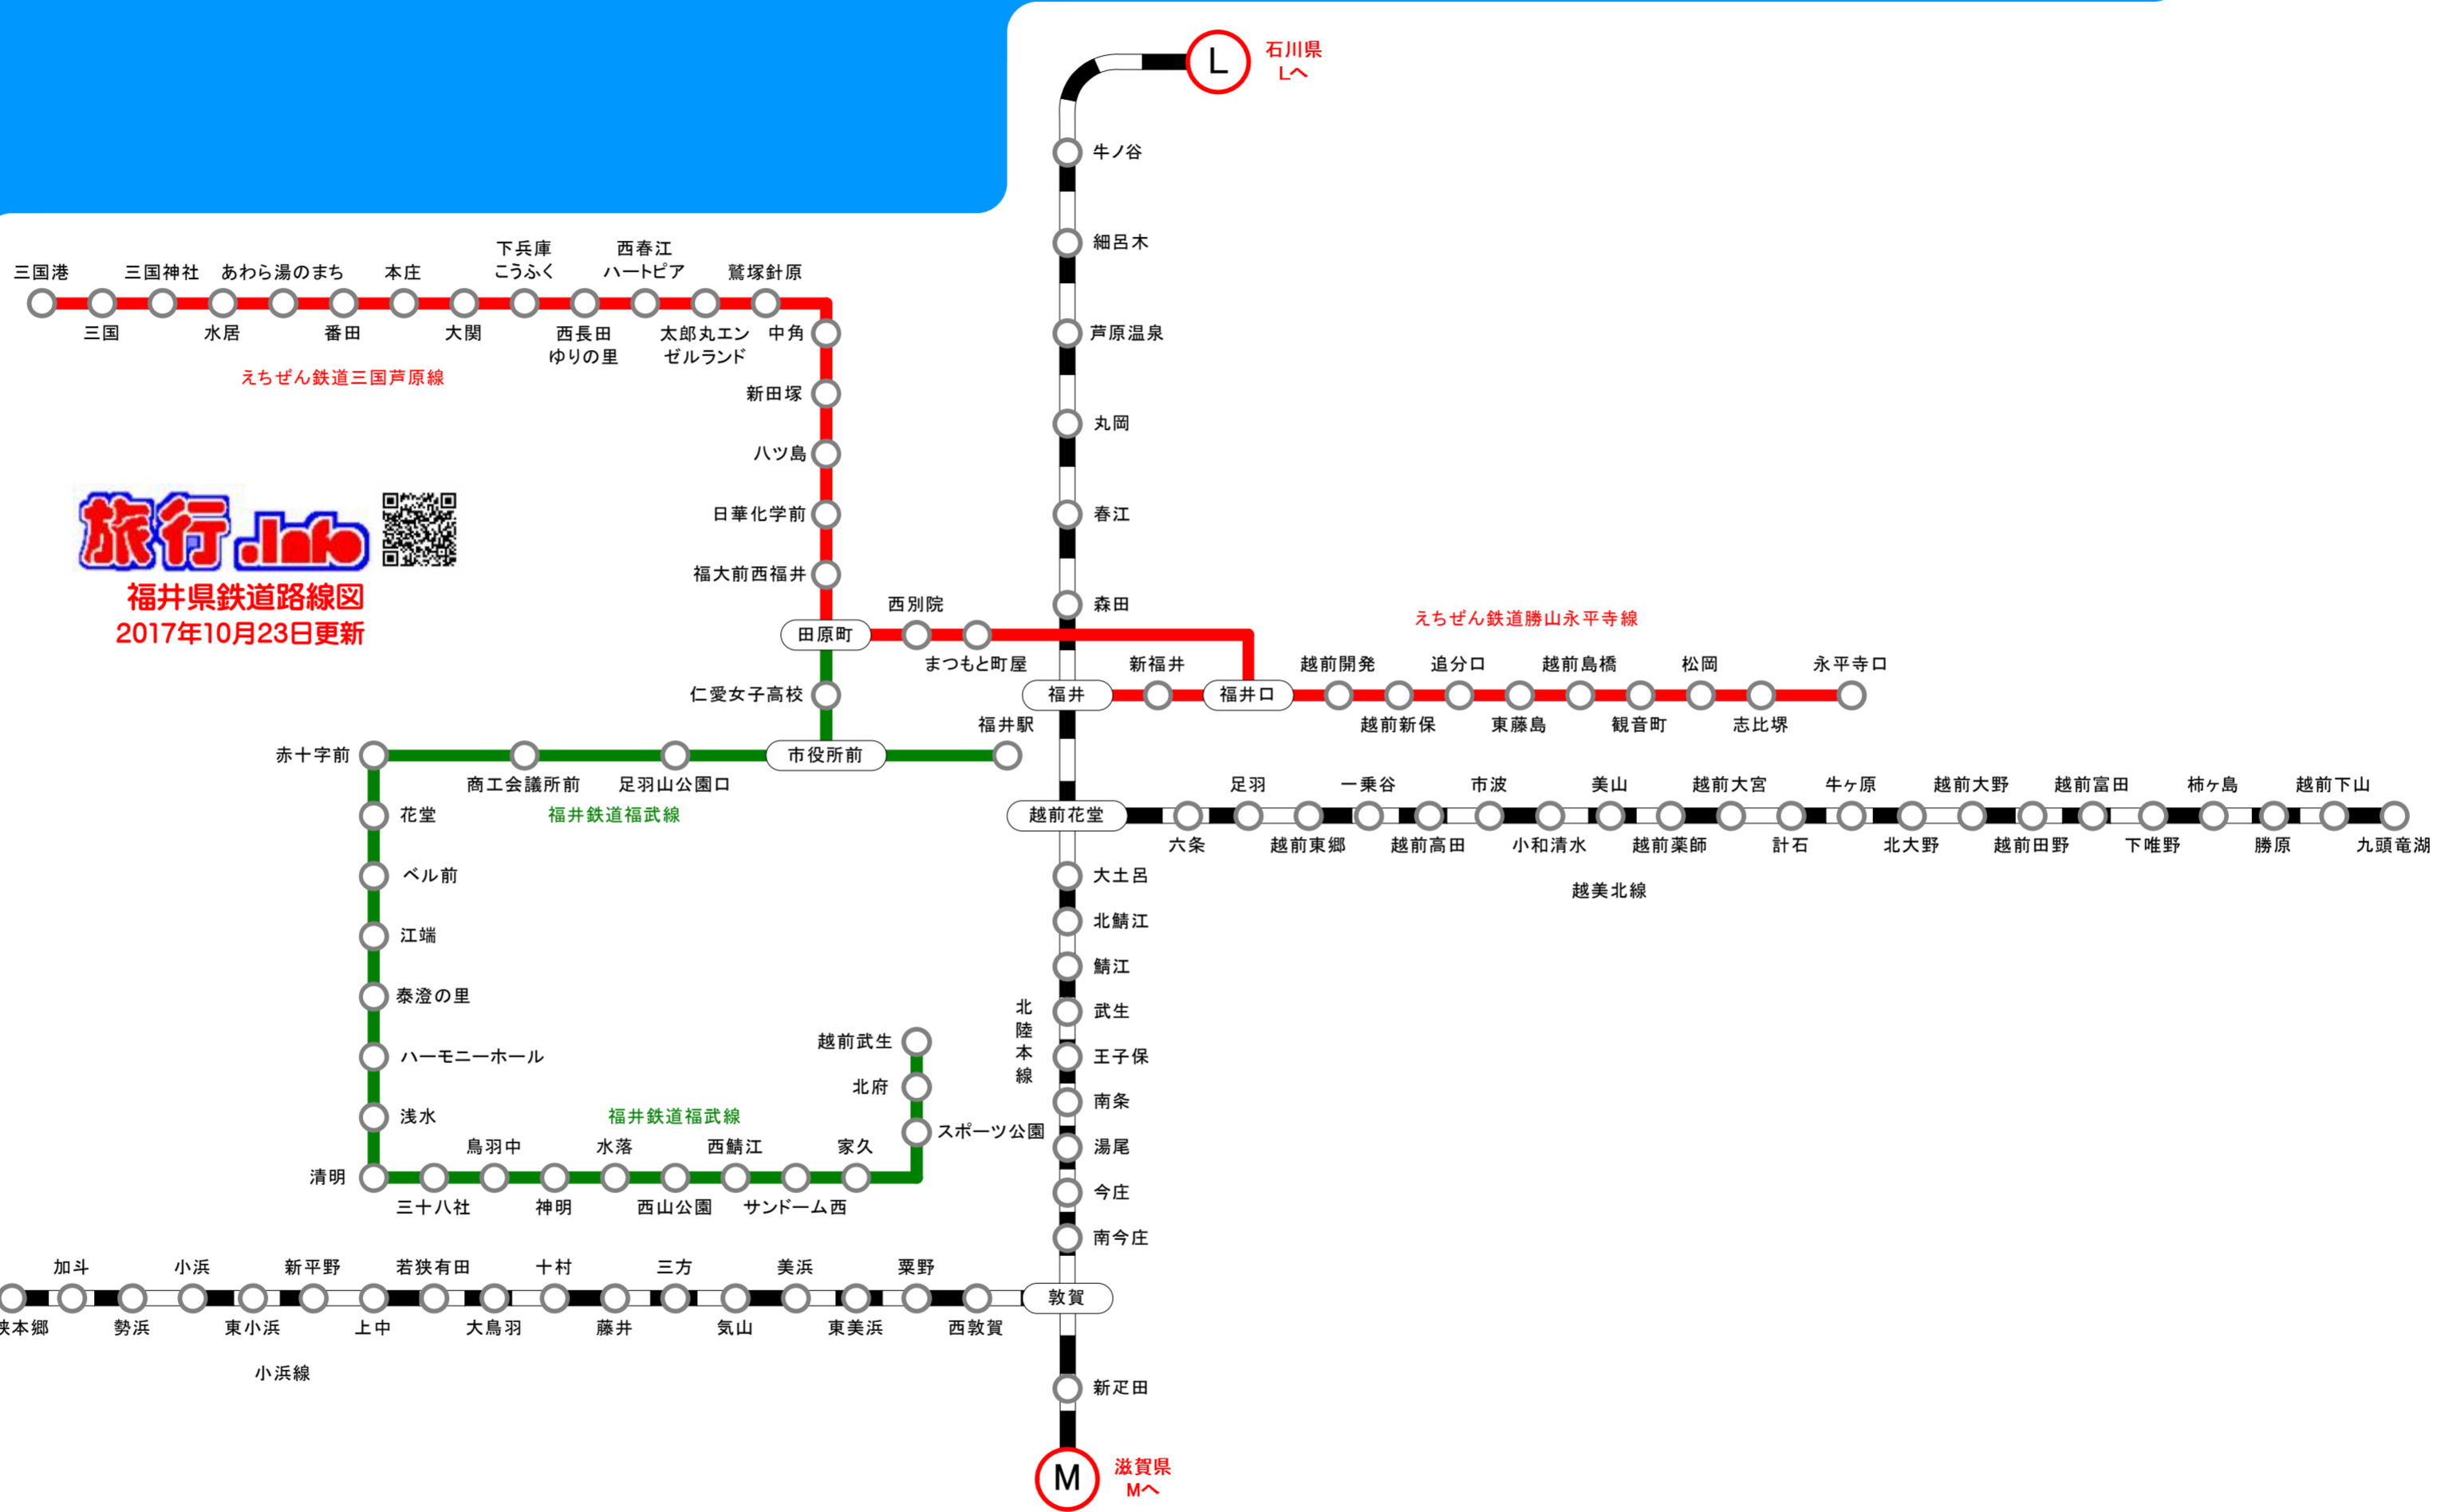 L
石川県
Lへ
牛ノ谷
細呂木
芦原温泉
丸岡
春江
森田
三国港
三国神社
あわら湯のまち
本庄
下兵庫
こうふく
西春江
ハートピア
鷲塚針原
三国
水居
番田
大関
西長田
ゆりの里
太郎丸エン
ゼルランド
中角
えちぜん鉄道三国芦原線
新田塚
八ツ島
日華化学前
福大前西福井
旅行.Info
福井県鉄道路線図
2017年10月23日更新
田原町
西別院
まつもと町屋
えちぜん鉄道勝山永平寺線
福井
新福井
福井口
越前開発
追分口
越前島橋
松岡
永平寺口
越前新保
東藤島
観音町
志比堺
仁愛女子高校
福井駅
市役所前
赤十字前
商工会議所前
足羽山公園口
福井鉄道福武線
花堂
ベル前
江端
泰澄の里
ハーモニーホール
浅水
清明
越前花堂
足羽
一乗谷
市波
美山
越前大宮
牛ヶ原
越前大野
越前富田
柿ヶ島
越前下山
六条
越前東郷
越前高田
小和清水
越前薬師
計石
北大野
越前田野
下唯野
勝原
九頭竜湖
越美北線
大土呂
北鯖江
鯖江
武生
王子保
南条
湯尾
今庄
南今庄
北陸本線
越前武生
北府
スポーツ公園
福井鉄道福武線
鳥羽中
水落
西鯖江
家久
三十八社
神明
西山公園
サンドーム西
加斗
小浜
新平野
若狭有田
十村
三方
美浜
粟野
敦賀
狭本郷
勢浜
東小浜
上中
大鳥羽
藤井
気山
東美浜
西敦賀
小浜線
新疋田
M
滋賀県
Mへ